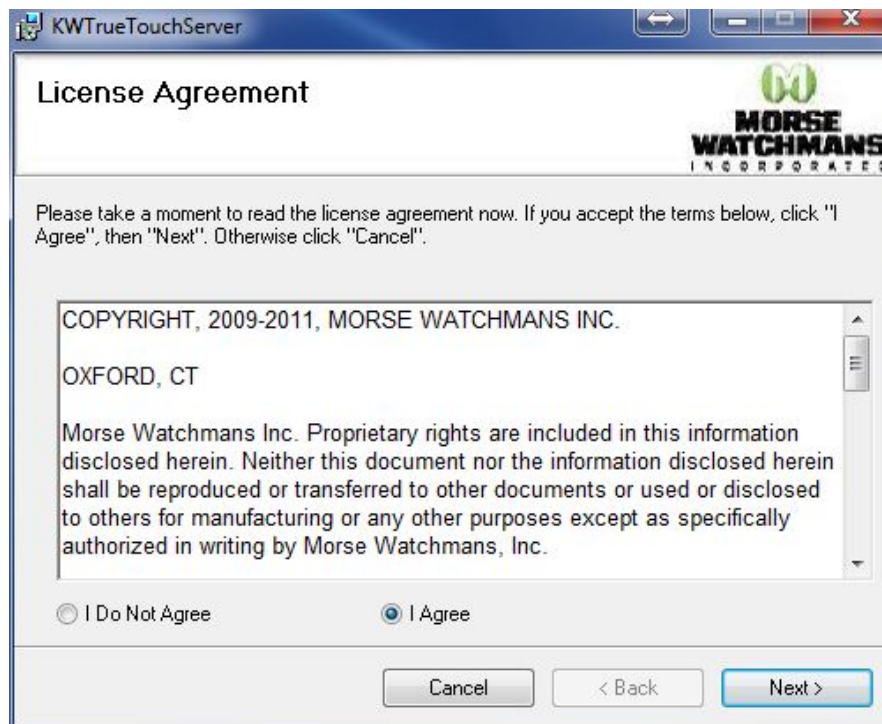 KWTrueTouchServer
License Agreement
MORSE
WATCHMANS
INCORPORATED
Please take a moment to read the license agreement now. If you accept the terms below, click "I
Agree", then "Next". Otherwise click "Cancel".
COPYRIGHT, 2009-2011, MORSE WATCHMANS INC.
OXFORD, CT
Morse Watchmans Inc. Proprietary rights are included in this information
disclosed herein. Neither this document nor the information disclosed herein
shall be reproduced or transferred to other documents or used or disclosed
to others for manufacturing or any other purposes except as specifically
authorized in writing by Morse Watchmans, Inc.
I Do Not Agree
I Agree
Cancel
< Back
Next >